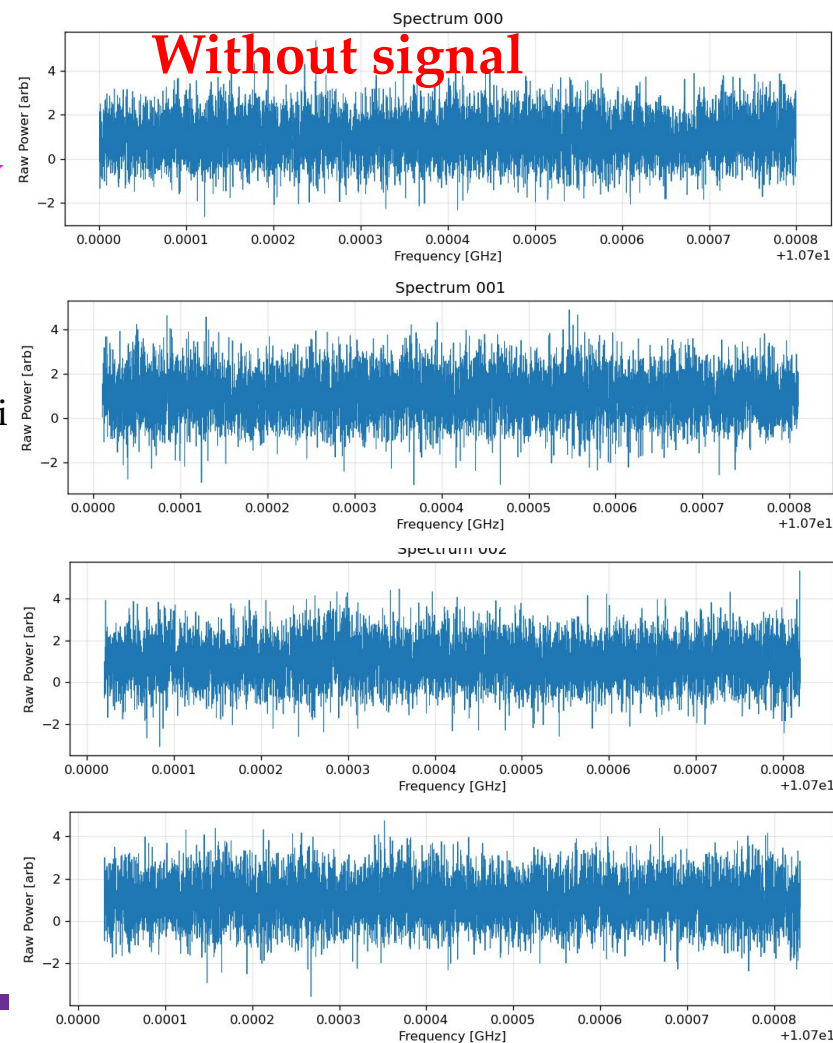 Spectrum 000
Without signal
Raw Power [arb]
4
2
0
−2
0.0000 0.0001 0.0002 0.0003 0.0004 0.0005 0.0006 0.0007 0.0008
Frequency [GHz]
+1.07e1
Spectrum 001
i
Raw Power [arb]
4
2
0
−2
0.0000 0.0001 0.0002 0.0003 0.0004 0.0005 0.0006 0.0007 0.0008
Frequency [GHz]
+1.07e1
Spectrum 002
Raw Power [arb]
4
2
0
−2
0.0000 0.0001 0.0002 0.0003 0.0004 0.0005 0.0006 0.0007 0.0008
Frequency [GHz]
+1.07e1
Raw Power [arb]
4
2
0
−2
0.0000 0.0001 0.0002 0.0003 0.0004 0.0005 0.0006 0.0007 0.0008
Frequency [GHz]
+1.07e1